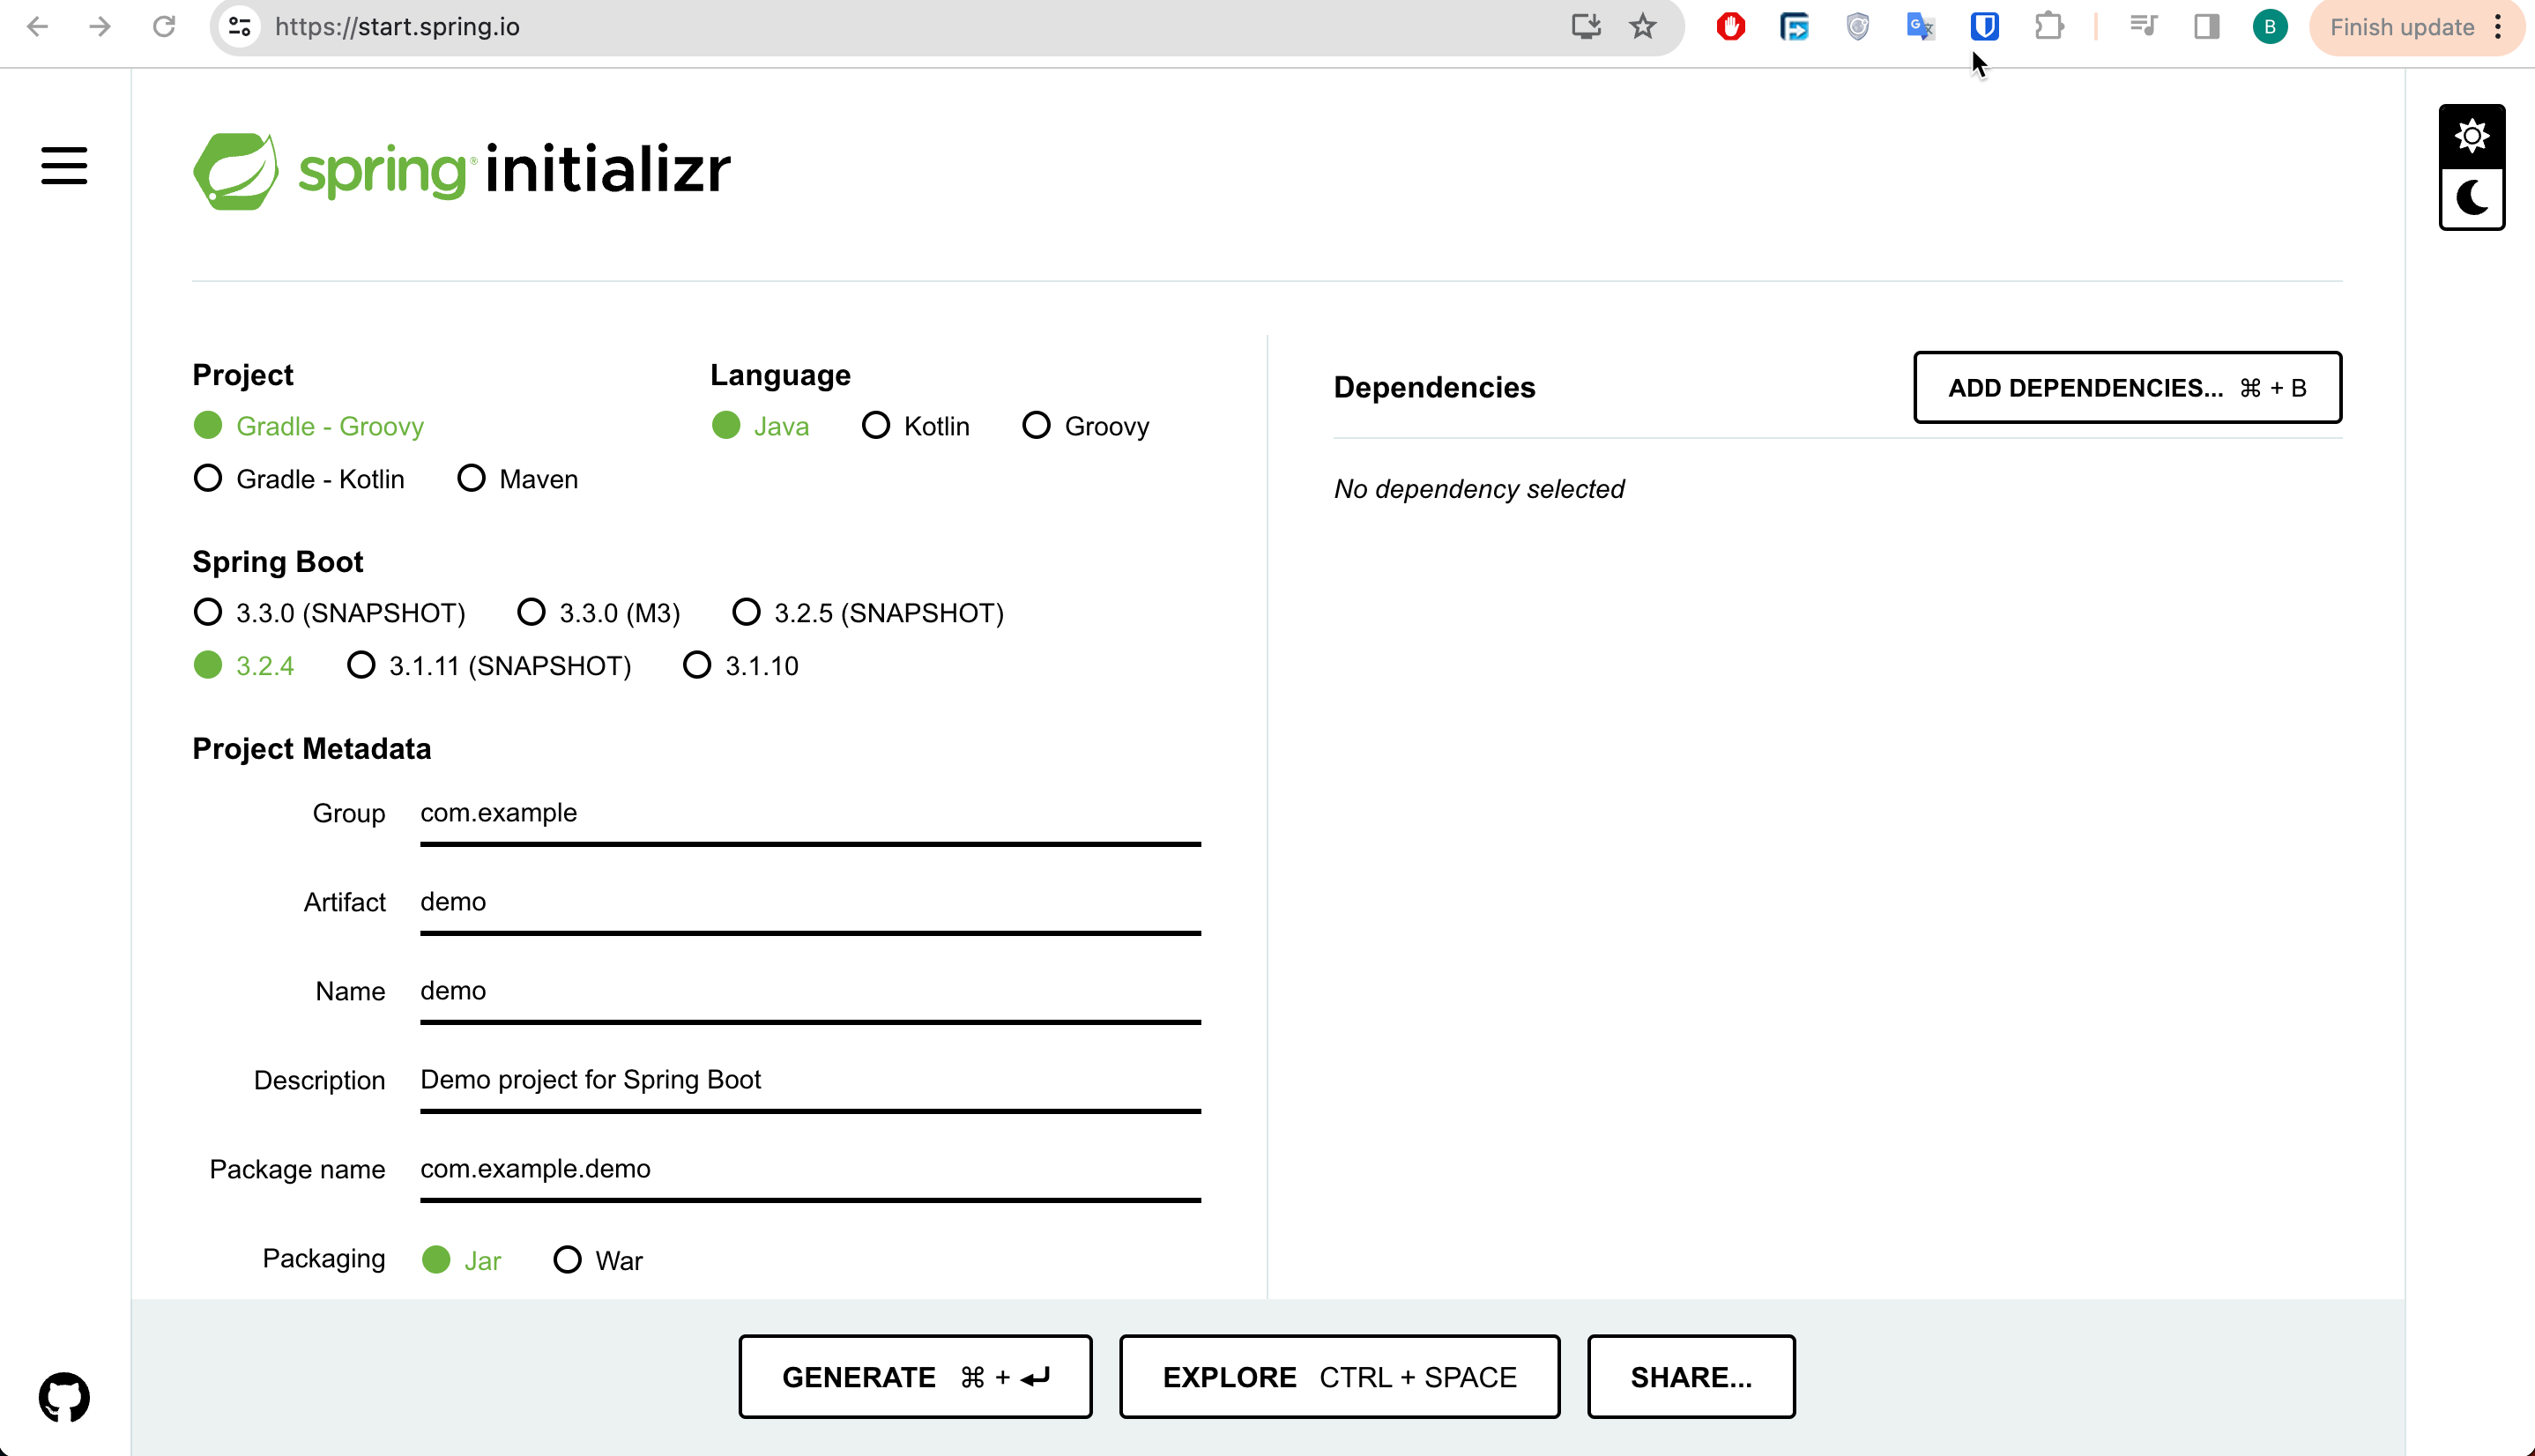 https://start.spring.io
B
Finish update
spring initializr
Project
Gradle - Groovy
Gradle - Kotlin
Maven
Language
Java
Kotlin
Groovy
Spring Boot
3.3.0 (SNAPSHOT)
3.3.0 (M3)
3.2.5 (SNAPSHOT)
3.2.4
3.1.11 (SNAPSHOT)
3.1.10
Project Metadata
Group com.example
Artifact demo
Name demo
Description Demo project for Spring Boot
Package name com.example.demo
Packaging Jar War
Dependencies
ADD DEPENDENCIES... ⌘ + B
No dependency selected
GENERATE ⌘ + ↵
EXPLORE CTRL + SPACE
SHARE...